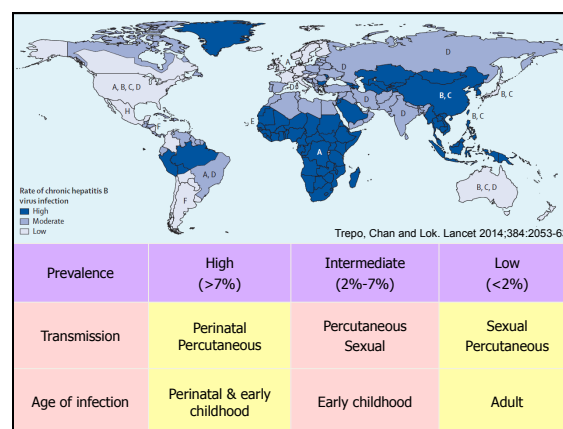 D
A
D
D
A, B, C, D
D
B, C
B, C
D
D
H
B, C
E
A
A, D
B, C, D
F
Rate of chronic hepatitis B
virus infection
High
Moderate
Low
Trepo, Chan and Lok. Lancet 2014;384:2053-63
Prevalence
High
(>7%)
Intermediate
(2%-7%)
Low
(<2%)
Transmission
Perinatal
Percutaneous
Percutaneous
Sexual
Sexual
Percutaneous
Age of infection
Perinatal & early
childhood
Early childhood
Adult